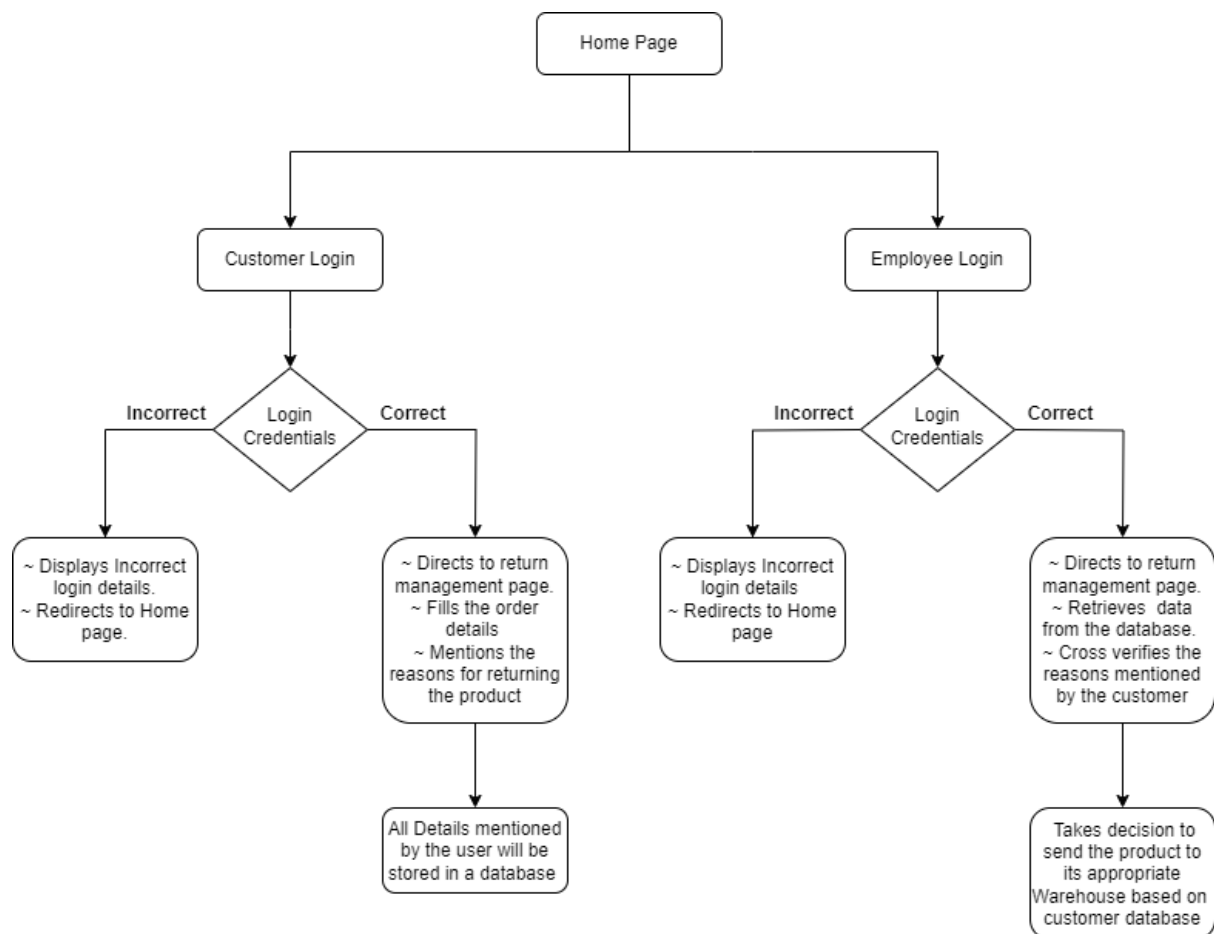 Home Page
Customer Login
Employee Login
Incorrect
Login
Credentials
Correct
Incorrect
Login
Credentials
Correct
~ Displays Incorrect
login details.
~ Redirects to Home
page.
~ Directs to return
management page.
~ Fills the order
details
~ Mentions the
reasons for returning
the product
~ Displays Incorrect
login details
~ Redirects to Home
page
~ Directs to return
management page.
~ Retrieves data
from the database.
~ Cross verifies the
reasons mentioned
by the customer
All Details mentioned
by the user will be
stored in a database
Takes decision to
send the product to
its appropriate
Warehouse based on
customer database